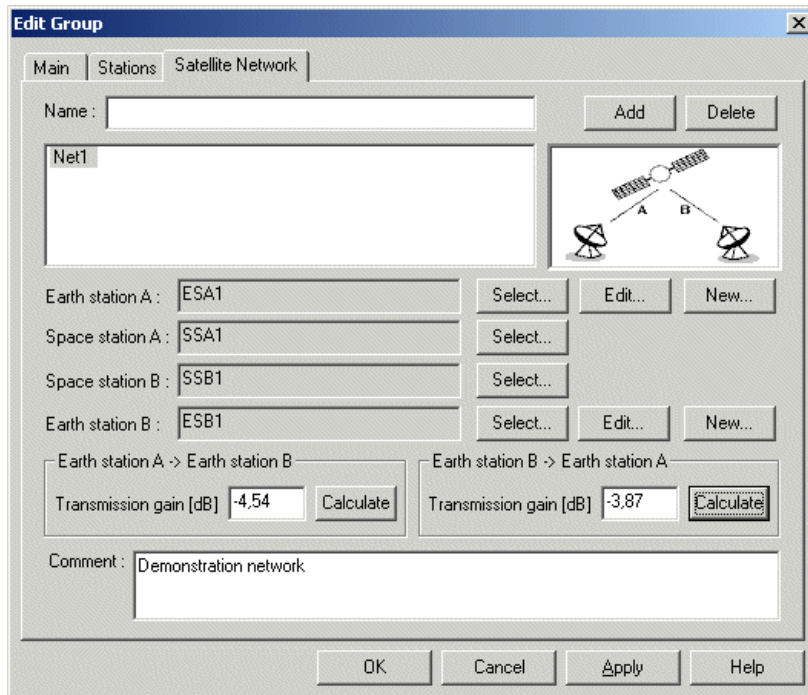 Edit Group
Main Stations Satellite Network
Name : Add Delete
Net1
A B
Earth station A : ESA1 Select... Edit... New...
Space station A : SSA1 Select...
Space station B : SSB1 Select...
Earth station B : ESB1 Select... Edit... New...
Earth station A -> Earth station B Earth station B -> Earth station A
Transmission gain [dB] -4,54 Calculate Transmission gain [dB] -3,87 Calculate
Comment : Demonstration network
OK Cancel Apply Help